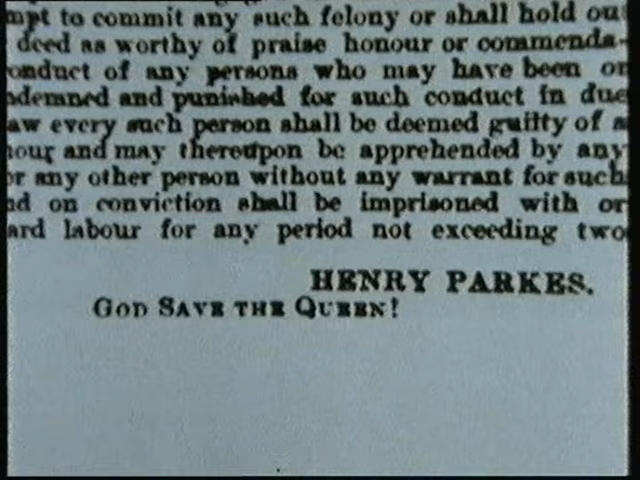 mpt to commit any such felony or shall hold out
deed as worthy of praise honour or commenda-
onduct of any persons who may have been or
ndemned and punished for such conduct in due
aw every such person shall be deemed guilty of a
nour and may thereupon be apprehended by any
or any other person without any warrant for such
nd on conviction shall be imprisoned with or
ard labour for any period not exceeding two
HENRY PARKES.
GOD SAVE THE QUEEN!